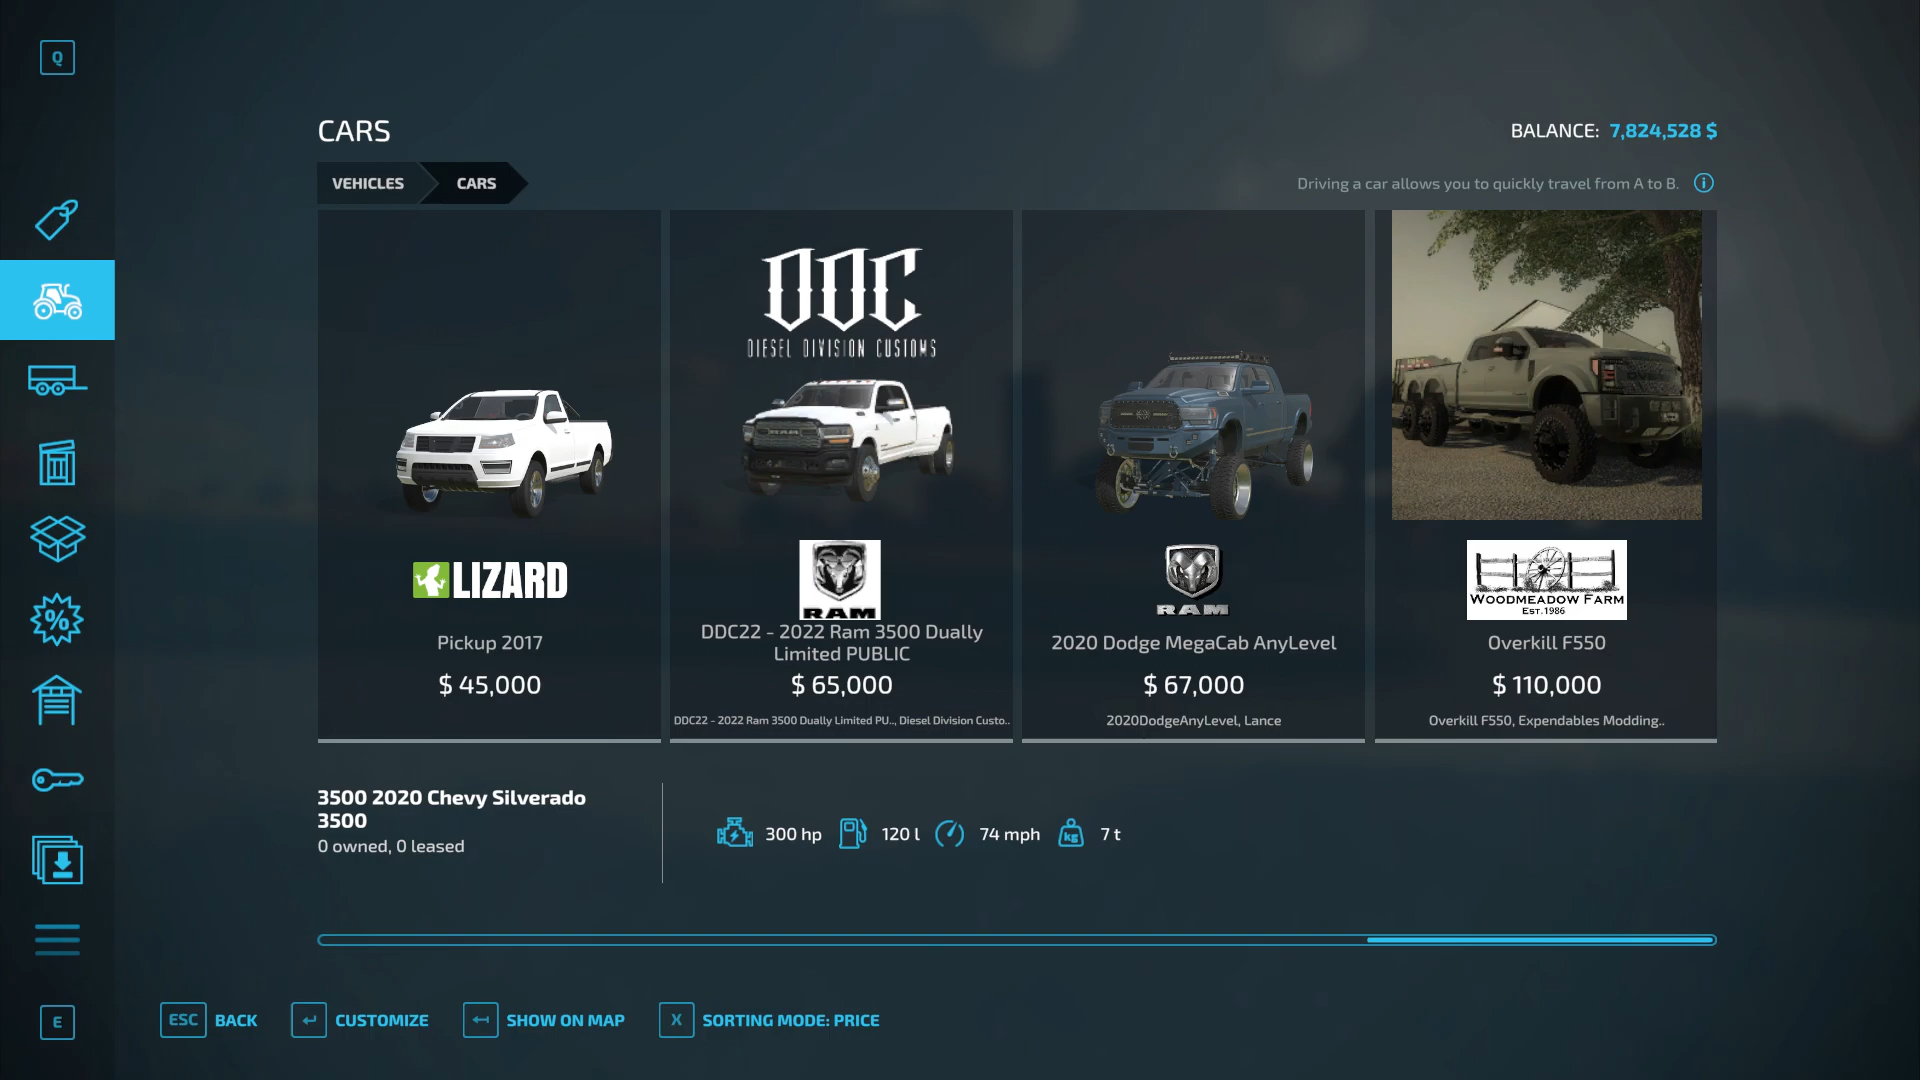 Q
CARS
BALANCE: 7,824,528 $
VEHICLES
CARS
Driving a car allows you to quickly travel from A to B.
DDC
DIESEL DIVISION CUSTOMS
LIZARD
Pickup 2017
$ 45,000
RAM
DDC22 - 2022 Ram 3500 Dually
Limited PUBLIC
$ 65,000
DDC22 - 2022 Ram 3500 Dually Limited PU.., Diesel Division Custo..
RAM
2020 Dodge MegaCab AnyLevel
$ 67,000
2020DodgeAnyLevel, Lance
WOODMEADOW FARM
EST. 1986
Overkill F550
$ 110,000
Overkill F550, Expendables Modding..
3500 2020 Chevy Silverado
3500
0 owned, 0 leased
300 hp
120 l
74 mph
kg
7 t
E
ESC BACK
CUSTOMIZE
SHOW ON MAP
X SORTING MODE: PRICE